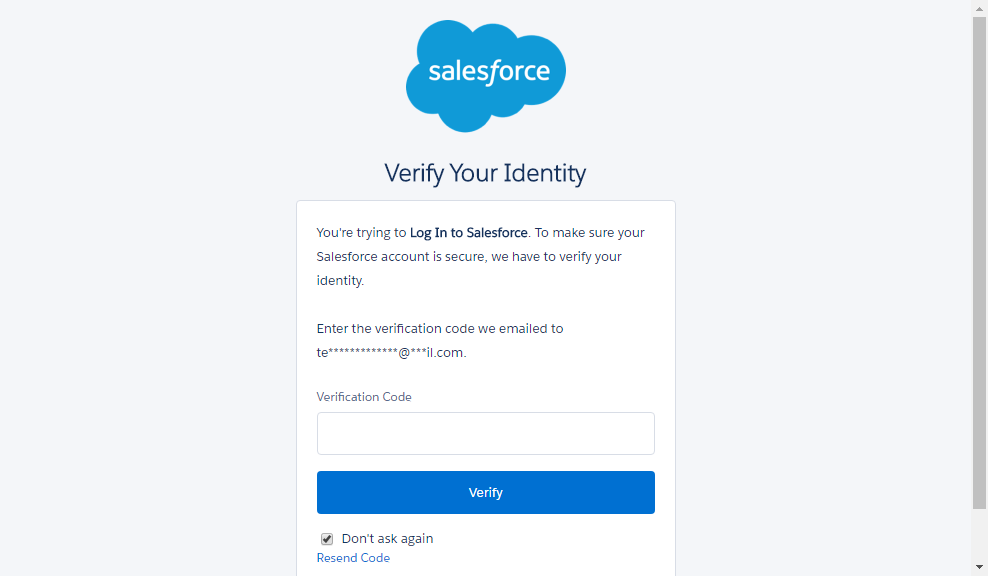 salesforce
Verify Your Identity
You're trying to Log In to Salesforce. To make sure your
Salesforce account is secure, we have to verify your
identity.
Enter the verification code we emailed to
te*************@***il.com.
Verification Code
Verify
Don't ask again
Resend Code